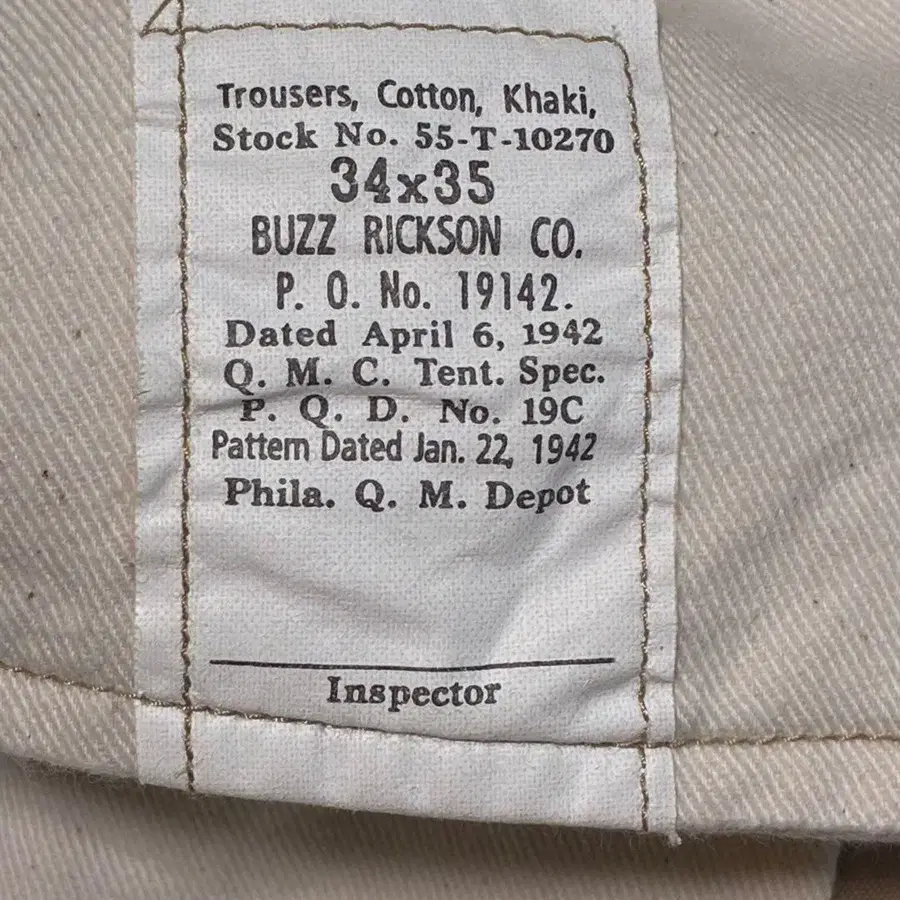 Trousers, Cotton, Khaki,
Stock No. 55-T-10270
34x35
BUZZ RICKSON CO.
P. O. No. 19142.
Dated April 6, 1942
Q. M. C. Tent. Spec.
P. Q. D. No. 19C
Pattern Dated Jan. 22, 1942
Phila. Q. M. Depot
Inspector